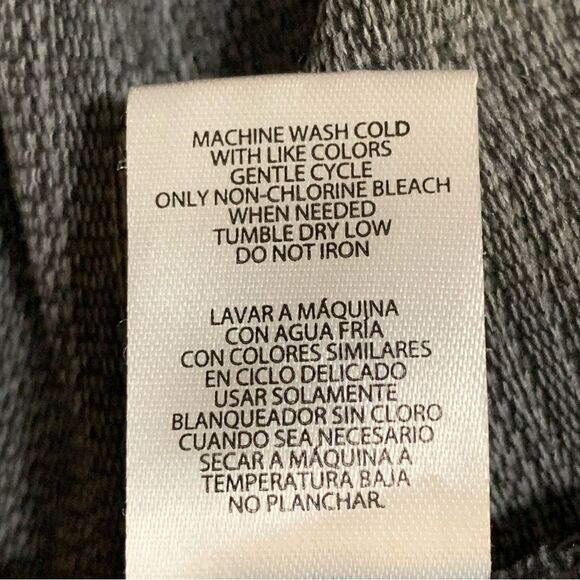 MACHINE WASH COLD
WITH LIKE COLORS
GENTLE CYCLE
ONLY NON-CHLORINE BLEACH
WHEN NEEDED
TUMBLE DRY LOW
DO NOT IRON
LAVAR A MÁQUINA
CON AGUA FRÍA
CON COLORES SIMILARES
EN CICLO DELICADO
USAR SOLAMENTE
BLANQUEADOR SIN CLORO
CUANDO SEA NECESARIO
SECAR A MÁQUINA A
TEMPERATURA BAJA
NO PLANCHAR.